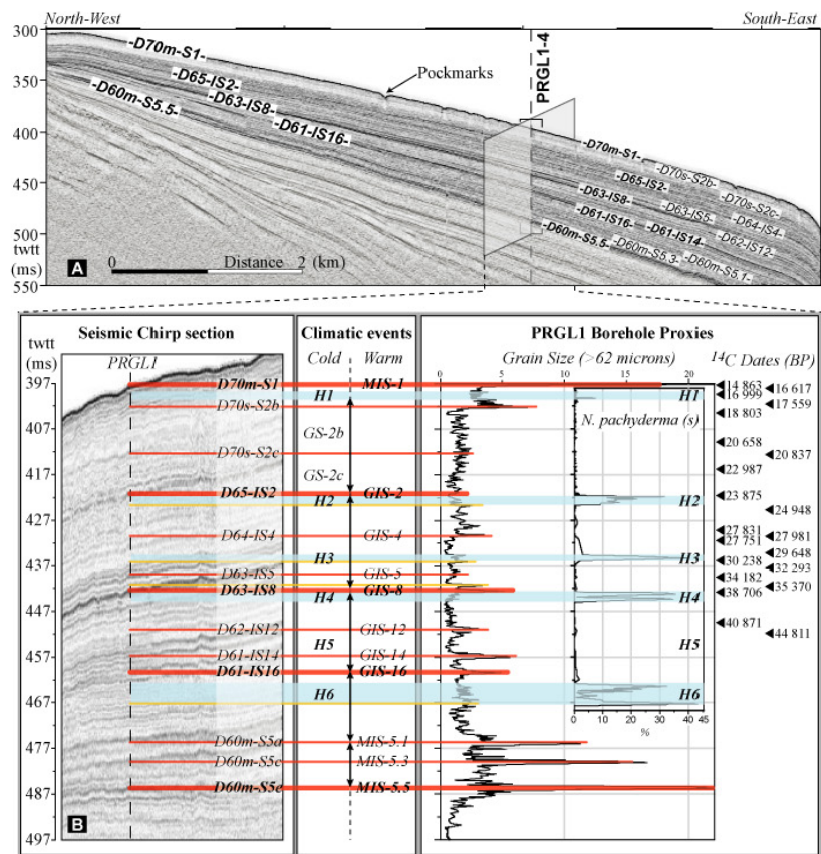 North-West
South-East
300
350
400
450
500
twtt
(ms)
550
-D70m-S1-
-D65-IS2-
-D63-IS8-
-D60m-S5.5-
-D61-IS16-
Pockmarks
PRGL1-4
-D70m-S1-
-D70s-S2b-
-D65-IS2-
-D70s-S2c-
-D63-IS8-
-D63-IS5-
-D64-IS4-
-D61-IS16-
-D61-IS14-
-D62-IS12-
-D60m-S5.5-
-D60m-S5.3-
-D60m-S5.1-
A
0 Distance 2 (km)
twtt
(ms)
Seismic Chirp section
Climatic events
PRGL1 Borehole Proxies
PRGL1
Cold Warm
Grain Size (>62 microns)
14C Dates (BP)
0 5 10 15 20
397
407
417
427
437
447
457
467
477
487
497
D70m-S1
D70s-S2b
D70s-S2c
D65-IS2
D64-IS4
D63-IS5
D63-IS8
D62-IS12
D61-IS14
D61-IS16
D60m-S5a
D60m-S5c
D60m-S5e
B
MIS-1
H1
GS-2b
GS-2c
GIS-2
H2
GIS-4
H3
GIS-5
GIS-8
H4
GIS-12
H5
GIS-14
GIS-16
H6
MIS-5.1
MIS-5.3
MIS-5.5
N. pachyderma (s)
H1
H2
H3
H4
H5
H6
0 15 30 45
%
14 863
16 617
16 999
17 559
18 803
20 658
20 837
22 987
23 875
24 948
27 831
27 751
27 981
29 648
30 238
32 293
34 182
35 370
38 706
40 871
44 811